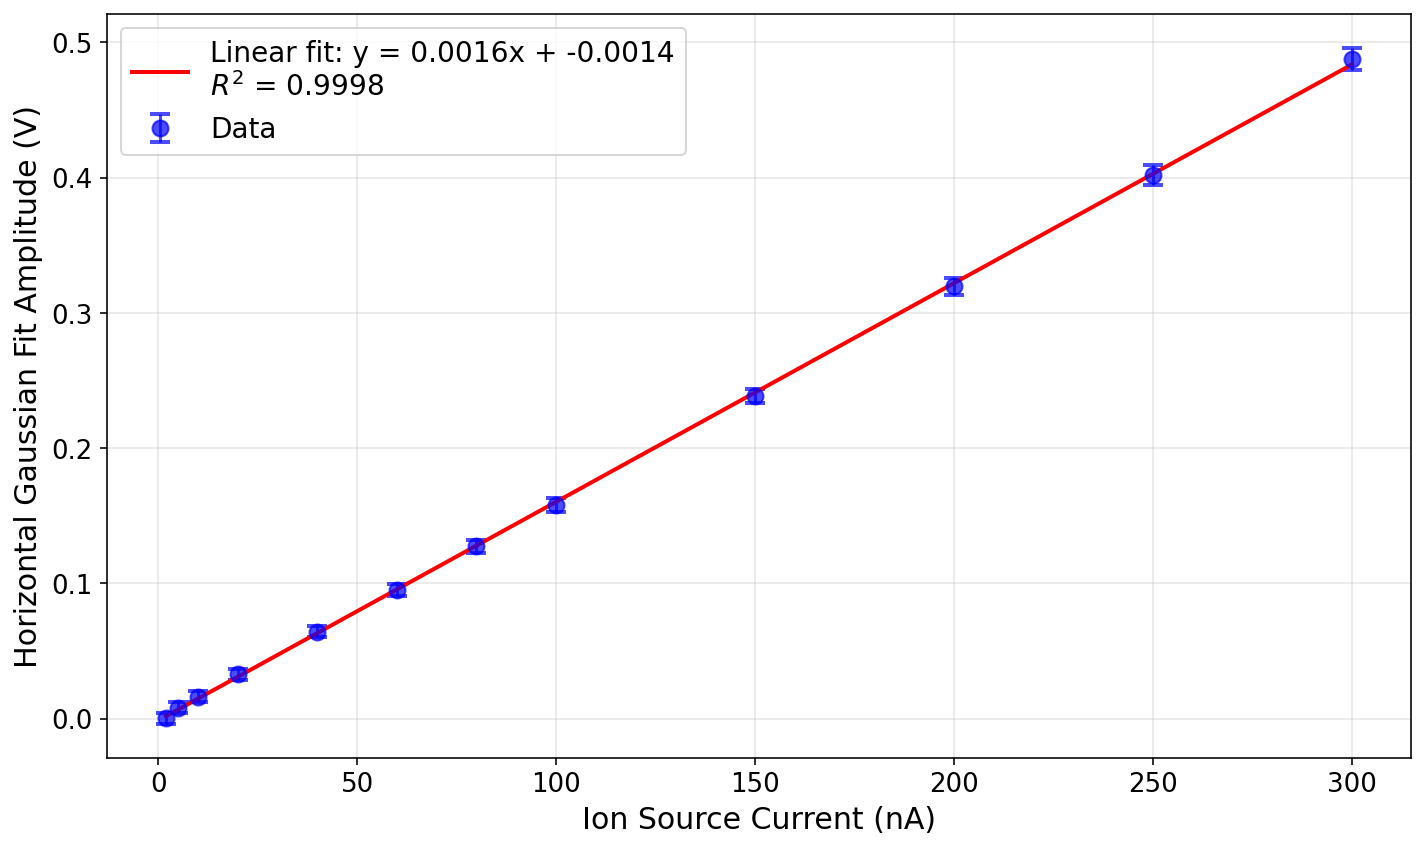 Linear fit: y = 0.0016x + -0.0014
R² = 0.9998
Data
Horizontal Gaussian Fit Amplitude (V)
0.5
0.4
0.3
0.2
0.1
0.0
0 50 100 150 200 250 300
Ion Source Current (nA)